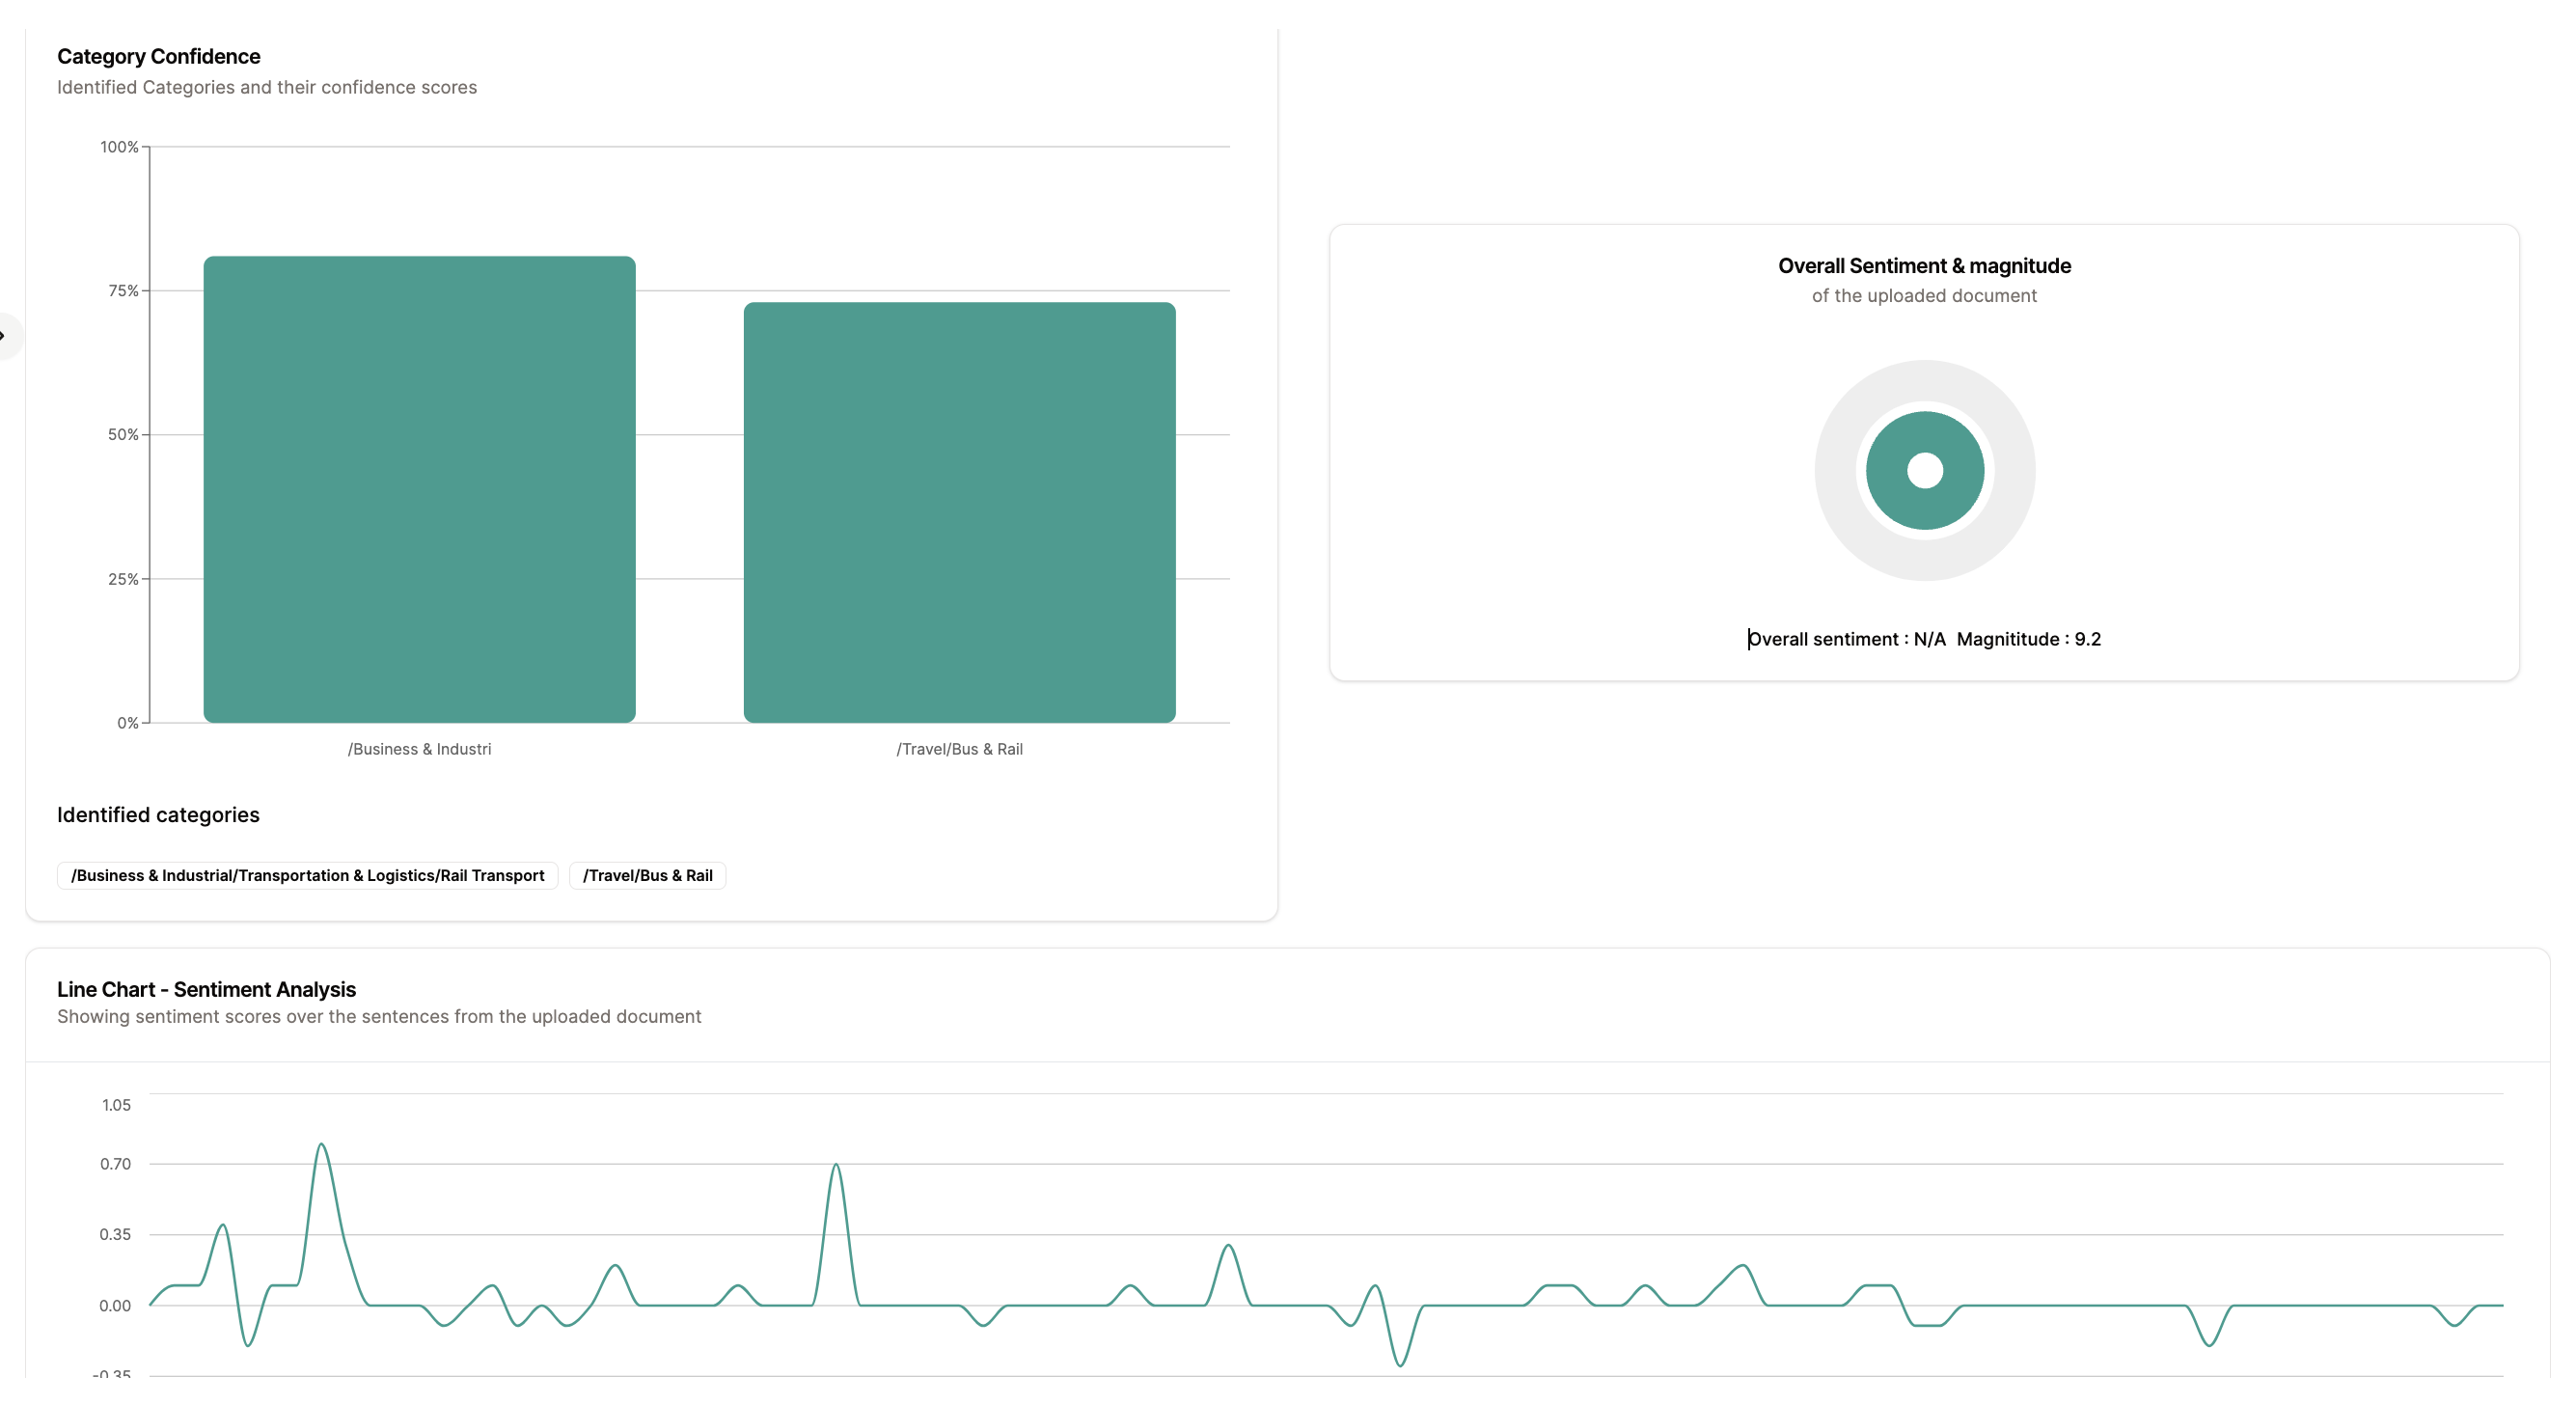 Category Confidence
Identified Categories and their confidence scores
100%
75%
50%
25%
0%
/Business & Industri
/Travel/Bus & Rail
Identified categories
/Business & Industrial/Transportation & Logistics/Rail Transport
/Travel/Bus & Rail
Overall Sentiment & magnitude
of the uploaded document
Overall sentiment : N/A Magnititude : 9.2
Line Chart - Sentiment Analysis
Showing sentiment scores over the sentences from the uploaded document
1.05
0.70
0.35
0.00
-0.35